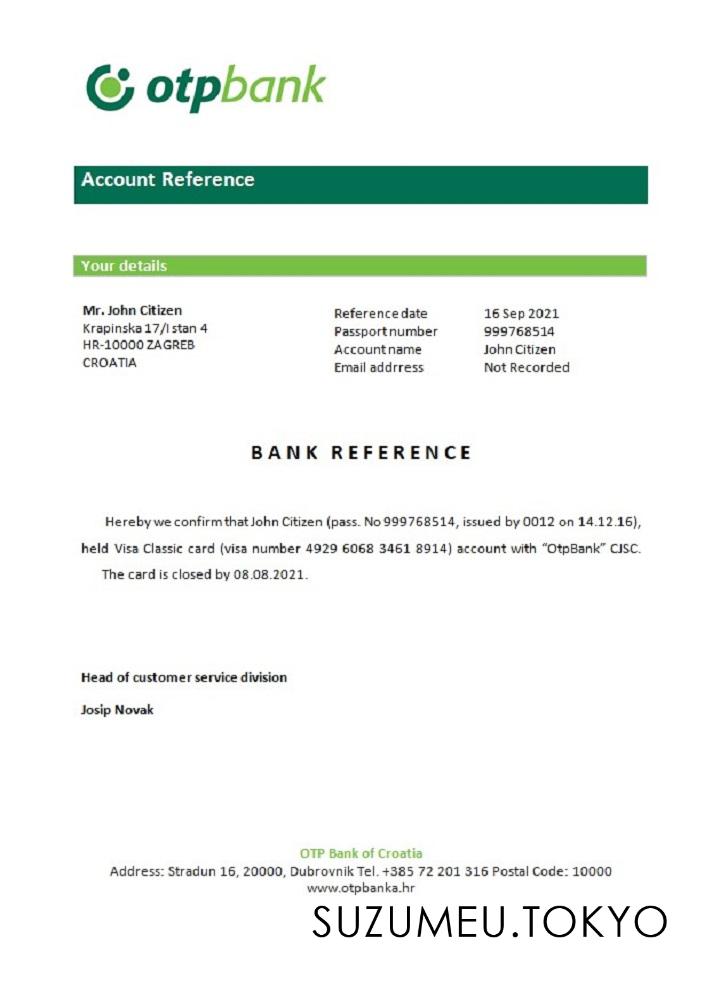 otpbank
Account Reference
Your details
Mr. John Citizen
Krapinska 17/I stan 4
HR-10000 ZAGREB
CROATIA
Reference date 16 Sep 2021
Passport number 999768514
Account name John Citizen
Email addrress Not Recorded
BANK REFERENCE
Hereby we confirm that John Citizen (pass. No 999768514, issued by 0012 on 14.12.16),
held Visa Classic card (visa number 4929 6068 3461 8914) account with “OtpBank” CJSC.
The card is closed by 08.08.2021.
Head of customer service division
Josip Novak
OTP Bank of Croatia
Address: Stradun 16, 20000, Dubrovnik Tel. +385 72 201 316 Postal Code: 10000
www.otpbanka.hr
SUZUMEU.TOKYO